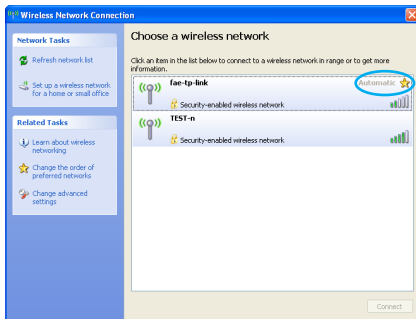 Wireless Network Connection
Network Tasks
Refresh network list
Set up a wireless network
for a home or small office
Related Tasks
Learn about wireless
networking
Change the order of
preferred networks
Change advanced
settings
Choose a wireless network
Click an item in the list below to connect to a wireless network in range or to get more
information.
fae-tp-link
Automatic
Security-enabled wireless network
TEST-n
Security-enabled wireless network
Connect